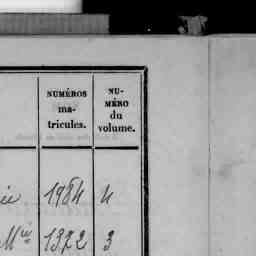 NUMÉROS
ma-
tricules.
NU-
MÉRO
du
volume.
1984 4
1372 3